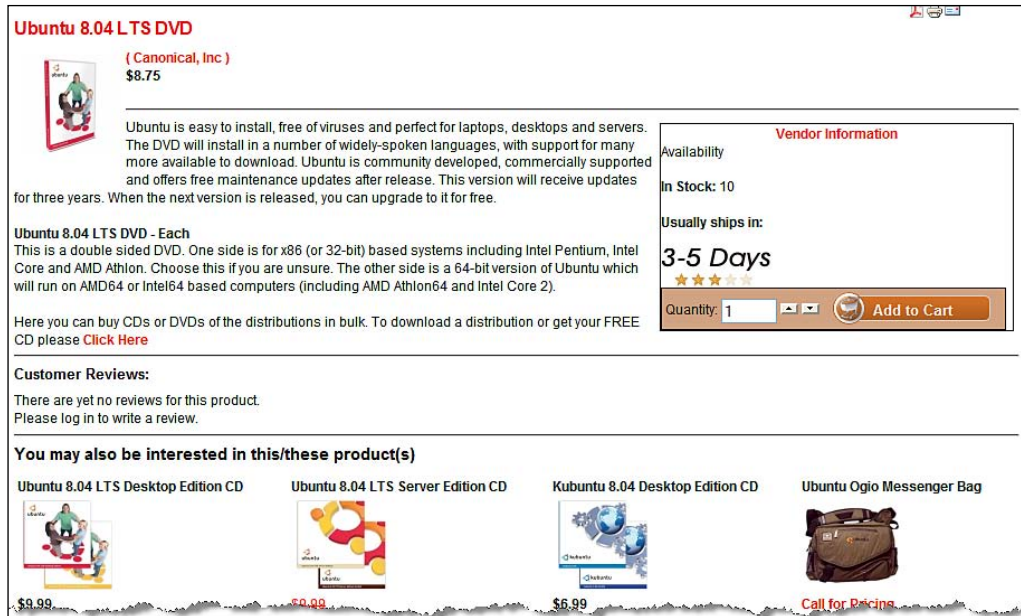 Ubuntu 8.04 LTS DVD
( Canonical, Inc )
$8.75
Ubuntu is easy to install, free of viruses and perfect for laptops, desktops and servers.
The DVD will install in a number of widely-spoken languages, with support for many
more available to download. Ubuntu is community developed, commercially supported
and offers free maintenance updates after release. This version will receive updates
for three years. When the next version is released, you can upgrade to it for free.
Ubuntu 8.04 LTS DVD - Each
This is a double sided DVD. One side is for x86 (or 32-bit) based systems including Intel Pentium, Intel
Core and AMD Athlon. Choose this if you are unsure. The other side is a 64-bit version of Ubuntu which
will run on AMD64 or Intel64 based computers (including AMD Athlon64 and Intel Core 2).
Here you can buy CDs or DVDs of the distributions in bulk. To download a distribution or get your FREE
CD please Click Here
Vendor Information
Availability
In Stock: 10
Usually ships in:
3-5 Days
Quantity: 1 Add to Cart
Customer Reviews:
There are yet no reviews for this product.
Please log in to write a review.
You may also be interested in this/these product(s)
Ubuntu 8.04 LTS Desktop Edition CD Ubuntu 8.04 LTS Server Edition CD Kubuntu 8.04 Desktop Edition CD Ubuntu Ogio Messenger Bag
ubuntu
ubuntu
ubuntu
kubuntu
kubuntu
$9.99 $9.99 $6.99 Call for Pricing